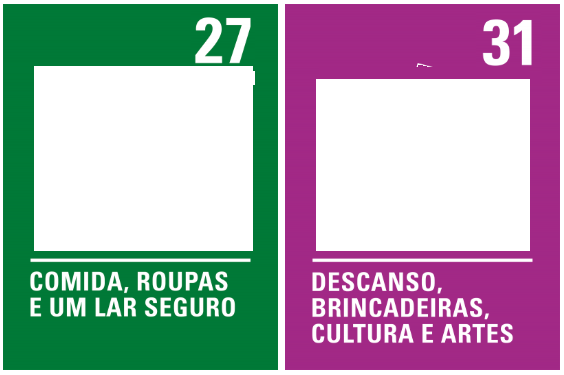 27
COMIDA, ROUPAS
E UM LAR SEGURO
31
DESCANSO,
BRINCADEIRAS,
CULTURA E ARTES